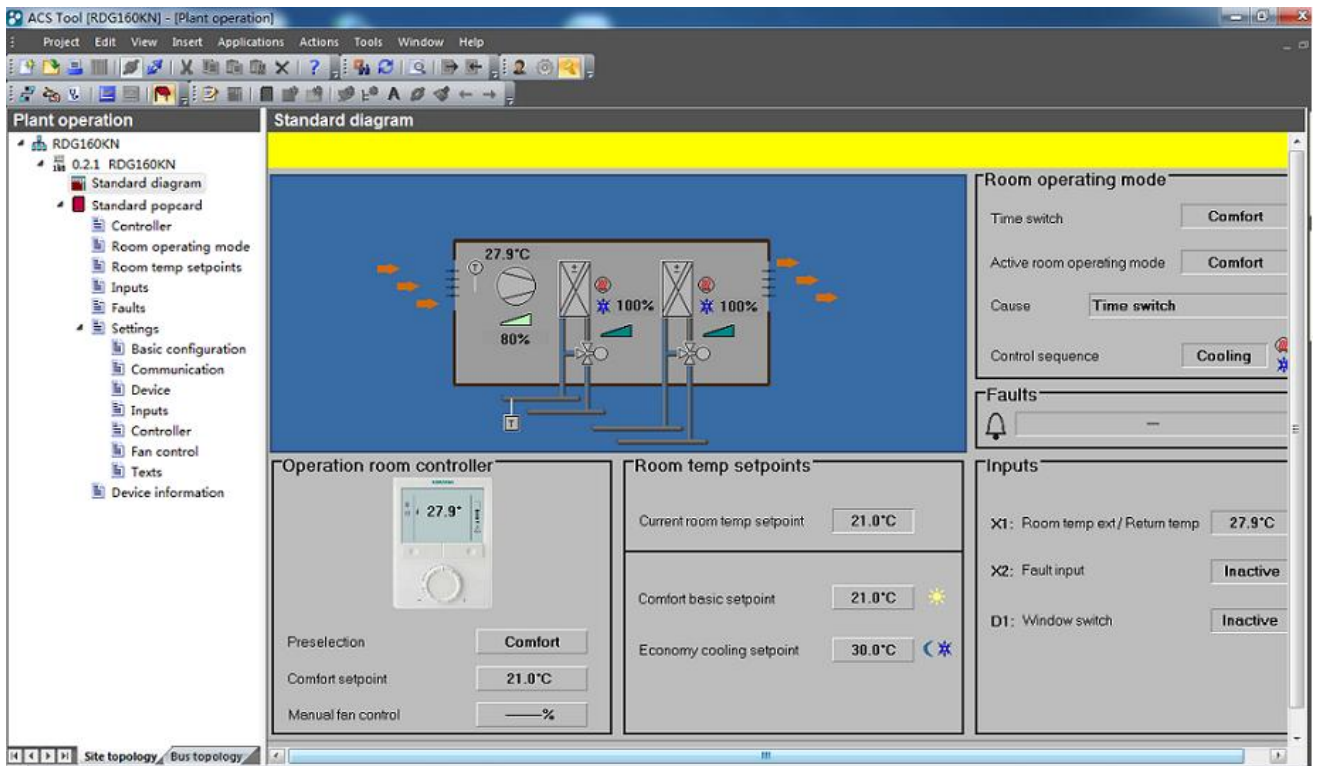 ACS Tool [RDG160KN] - [Plant operation]
Project Edit View Insert Applications Actions Tools Window Help
Plant operation
Standard diagram
RDG160KN
0.2.1 RDG160KN
Standard diagram
Standard popcard
Controller
Room operating mode
Room temp setpoints
Inputs
Faults
Settings
Basic configuration
Communication
Device
Inputs
Controller
Fan control
Texts
Device information
27.9°C
T
80%
100%
100%
T
Room operating mode
Time switch Comfort
Active room operating mode Comfort
Cause Time switch
Control sequence Cooling
Faults
—
Operation room controller
27.9°
Preselection Comfort
Comfort setpoint 21.0°C
Manual fan control ——%
Room temp setpoints
Current room temp setpoint 21.0°C
Comfort basic setpoint 21.0°C
Economy cooling setpoint 30.0°C
Inputs
X1: Room temp ext / Return temp 27.9°C
X2: Fault input Inactive
D1: Window switch Inactive
Site topology Bus topology